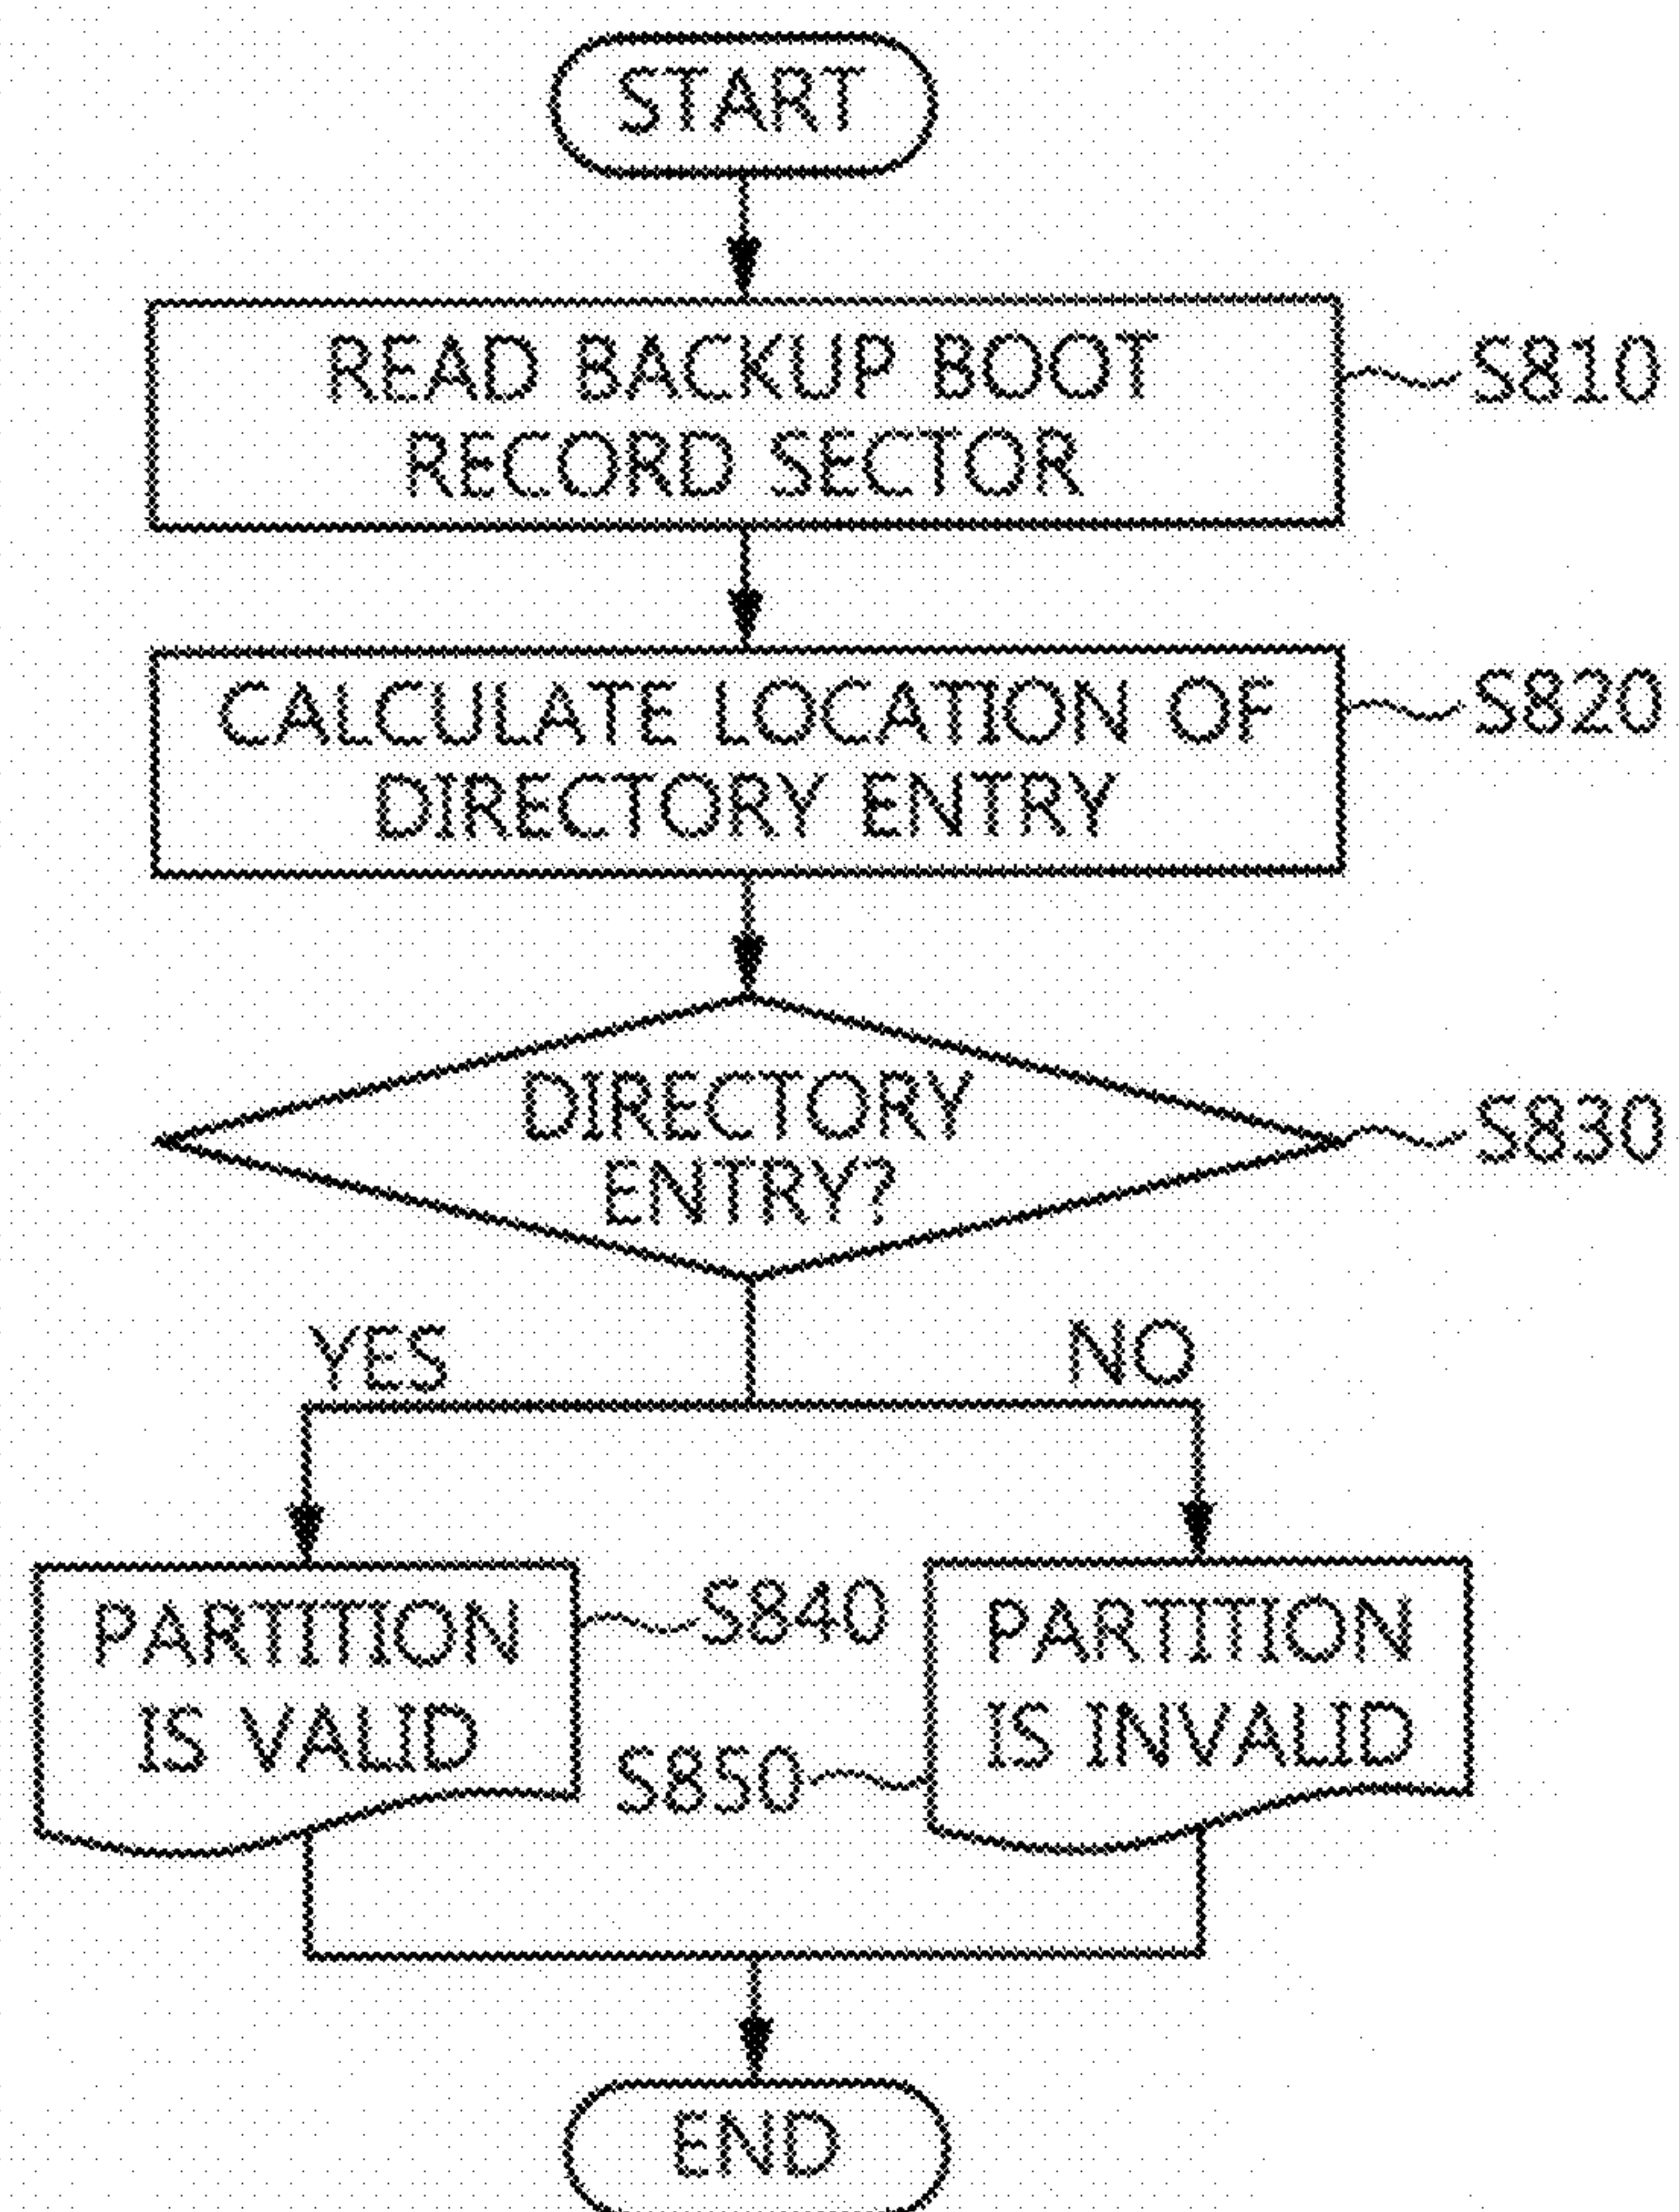 START
READ BACKUP BOOT
RECORD SECTOR
S810
CALCULATE LOCATION OF
DIRECTORY ENTRY
S820
DIRECTORY
ENTRY?
S830
YES
NO
PARTITION
IS VALID
S840
S850
PARTITION
IS INVALID
END